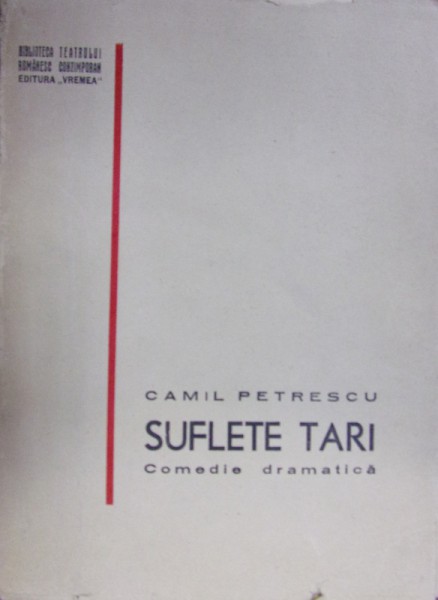 BIBLIOTECA TEATRULUI
ROMÂNESC CONTIMPORAN
EDITURA „VREMEA"
CAMIL PETRESCU
SUFLETE TARI
Comedie dramatică